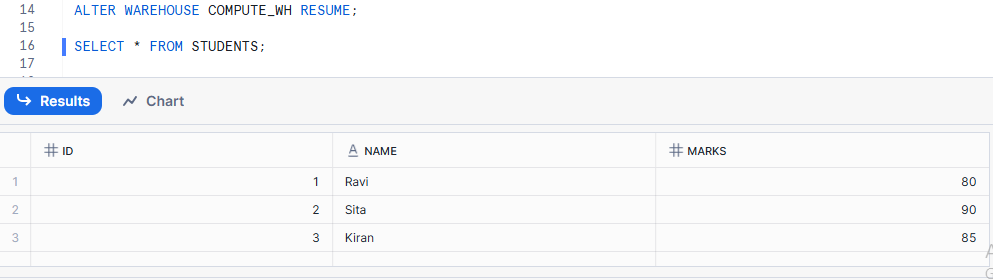 14 ALTER WAREHOUSE COMPUTE_WH RESUME;
15
16 SELECT * FROM STUDENTS;
17
Results Chart
ID NAME MARKS
1 1 Ravi 80
2 2 Sita 90
3 3 Kiran 85